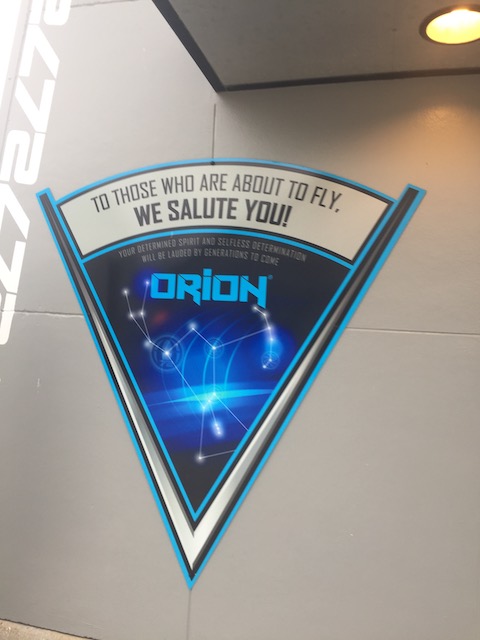 TO THOSE WHO ARE ABOUT TO FLY,
WE SALUTE YOU!
YOUR DETERMINED SPIRIT AND SELFLESS DETERMINATION
WILL BE LAUDED BY GENERATIONS TO COME
ORION®